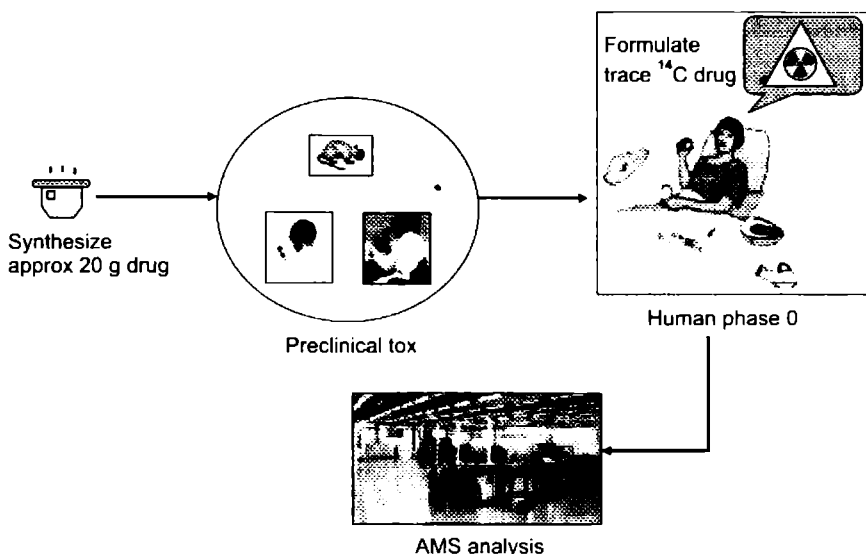 Formulate
trace ¹⁴C drug
Synthesize
approx 20 g drug
Preclinical tox
Human phase 0
AMS analysis